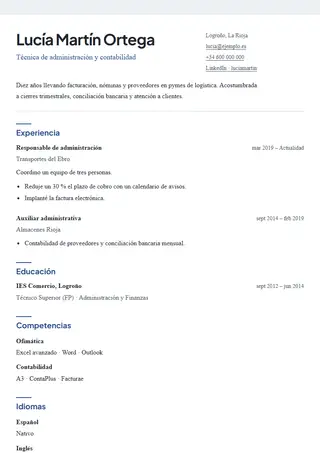 Lucía Martín Ortega
Técnica de administración y contabilidad
Logroño, La Rioja
lucia@ejemplo.es
+34 600 000 000
LinkedIn · luciamartin
Diez años llevando facturación, nóminas y proveedores en pymes de logística. Acostumbrada
a cierres trimestrales, conciliación bancaria y atención a clientes.
Experiencia
Responsable de administración
mar 2019 – Actualidad
Transportes del Ebro
Coordino un equipo de tres personas.
• Reduje un 30 % el plazo de cobro con un calendario de avisos.
• Implanté la factura electrónica.
Auxiliar administrativa
sept 2014 – feb 2019
Almacenes Rioja
• Contabilidad de proveedores y conciliación bancaria mensual.
Educación
IES Comercio, Logroño
sept 2012 – jun 2014
Técnico Superior (FP) · Administración y Finanzas
Competencias
Ofimática
Excel avanzado · Word · Outlook
Contabilidad
A3 · ContaPlus · Facturae
Idiomas
Español
Nativo
Inglés